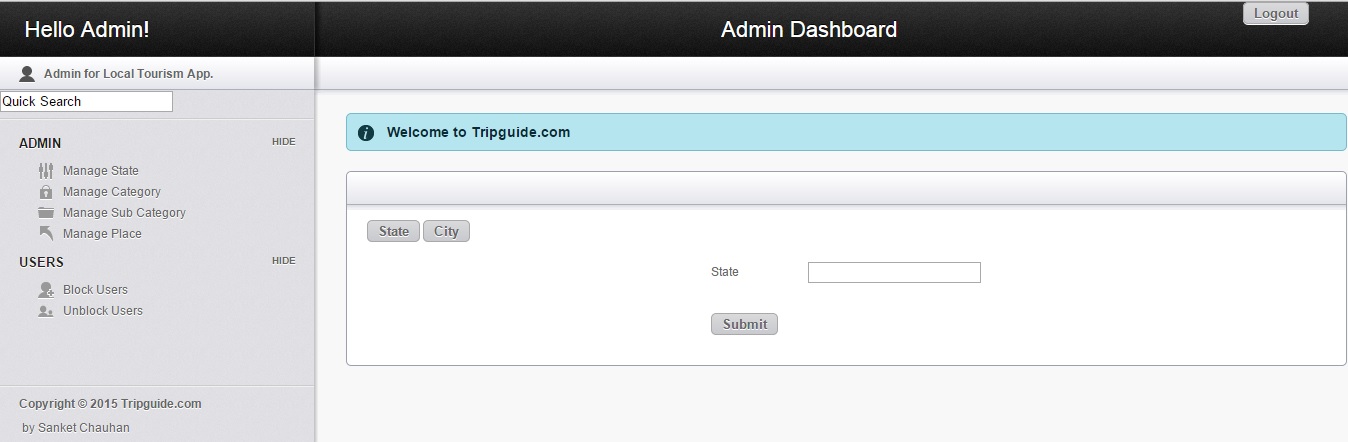 Hello Admin!
Admin Dashboard
Logout
Admin for Local Tourism App.
Quick Search
ADMIN HIDE
Manage State
Manage Category
Manage Sub Category
Manage Place
USERS HIDE
Block Users
Unblock Users
Copyright © 2015 Tripguide.com
by Sanket Chauhan
Welcome to Tripguide.com
State City
State
Submit